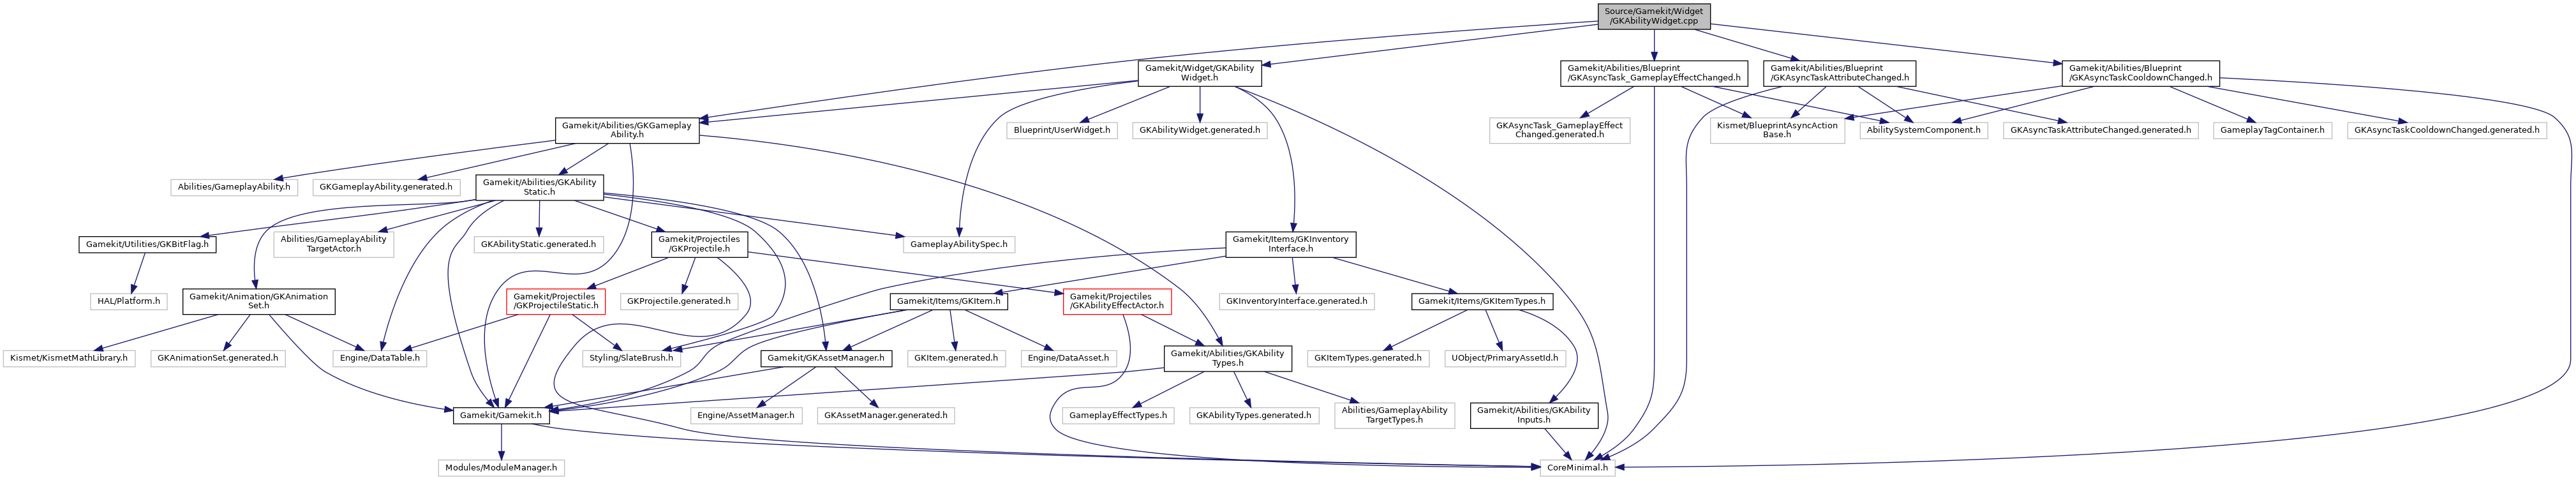 Source/Gamekit/Widget
/GKAbilityWidget.cpp
Gamekit/Widget/GKAbility
Widget.h
Gamekit/Abilities/Blueprint
/GKAsyncTask_GameplayEffectChanged.h
Gamekit/Abilities/Blueprint
/GKAsyncTaskAttributeChanged.h
Gamekit/Abilities/Blueprint
/GKAsyncTaskCooldownChanged.h
Gamekit/Abilities/GKGameplay
Ability.h
Blueprint/UserWidget.h
GKAbilityWidget.generated.h
GKAsyncTask_GameplayEffect
Changed.generated.h
Kismet/BlueprintAsyncAction
Base.h
AbilitySystemComponent.h
GKAsyncTaskAttributeChanged.generated.h
GameplayTagContainer.h
GKAsyncTaskCooldownChanged.generated.h
Abilities/GameplayAbility.h
GKGameplayAbility.generated.h
Gamekit/Abilities/GKAbility
Static.h
Gamekit/Utilities/GKBitFlag.h
Abilities/GameplayAbility
TargetActor.h
GKAbilityStatic.generated.h
Gamekit/Projectiles
/GKProjectile.h
GameplayAbilitySpec.h
Gamekit/Items/GKInventory
Interface.h
HAL/Platform.h
Gamekit/Animation/GKAnimation
Set.h
Gamekit/Projectiles
/GKProjectileStatic.h
GKProjectile.generated.h
Gamekit/Items/GKItem.h
Gamekit/Projectiles
/GKAbilityEffectActor.h
GKInventoryInterface.generated.h
Gamekit/Items/GKItemTypes.h
Kismet/KismetMathLibrary.h
GKAnimationSet.generated.h
Engine/DataTable.h
Styling/SlateBrush.h
Gamekit/GKAssetManager.h
GKItem.generated.h
Engine/DataAsset.h
Gamekit/Abilities/GKAbility
Types.h
GKItemTypes.generated.h
UObject/PrimaryAssetId.h
Gamekit/Gamekit.h
Engine/AssetManager.h
GKAssetManager.generated.h
GameplayEffectTypes.h
GKAbilityTypes.generated.h
Abilities/GameplayAbility
TargetTypes.h
Gamekit/Abilities/GKAbility
Inputs.h
Modules/ModuleManager.h
CoreMinimal.h